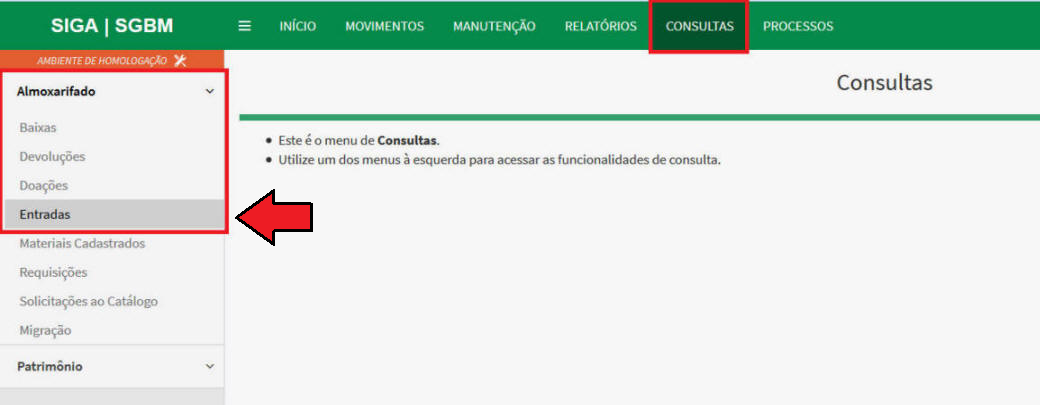 SIGA | SGBM
INÍCIO MOVIMENTOS MANUTENÇÃO RELATÓRIOS CONSULTAS PROCESSOS
AMBIENTE DE HOMOLOGAÇÃO
Almoxarifado
Baixas
Devoluções
Doações
Entradas
Materiais Cadastrados
Requisições
Solicitações ao Catálogo
Migração
Patrimônio
Consultas
Este é o menu de Consultas.
Utilize um dos menus à esquerda para acessar as funcionalidades de consulta.